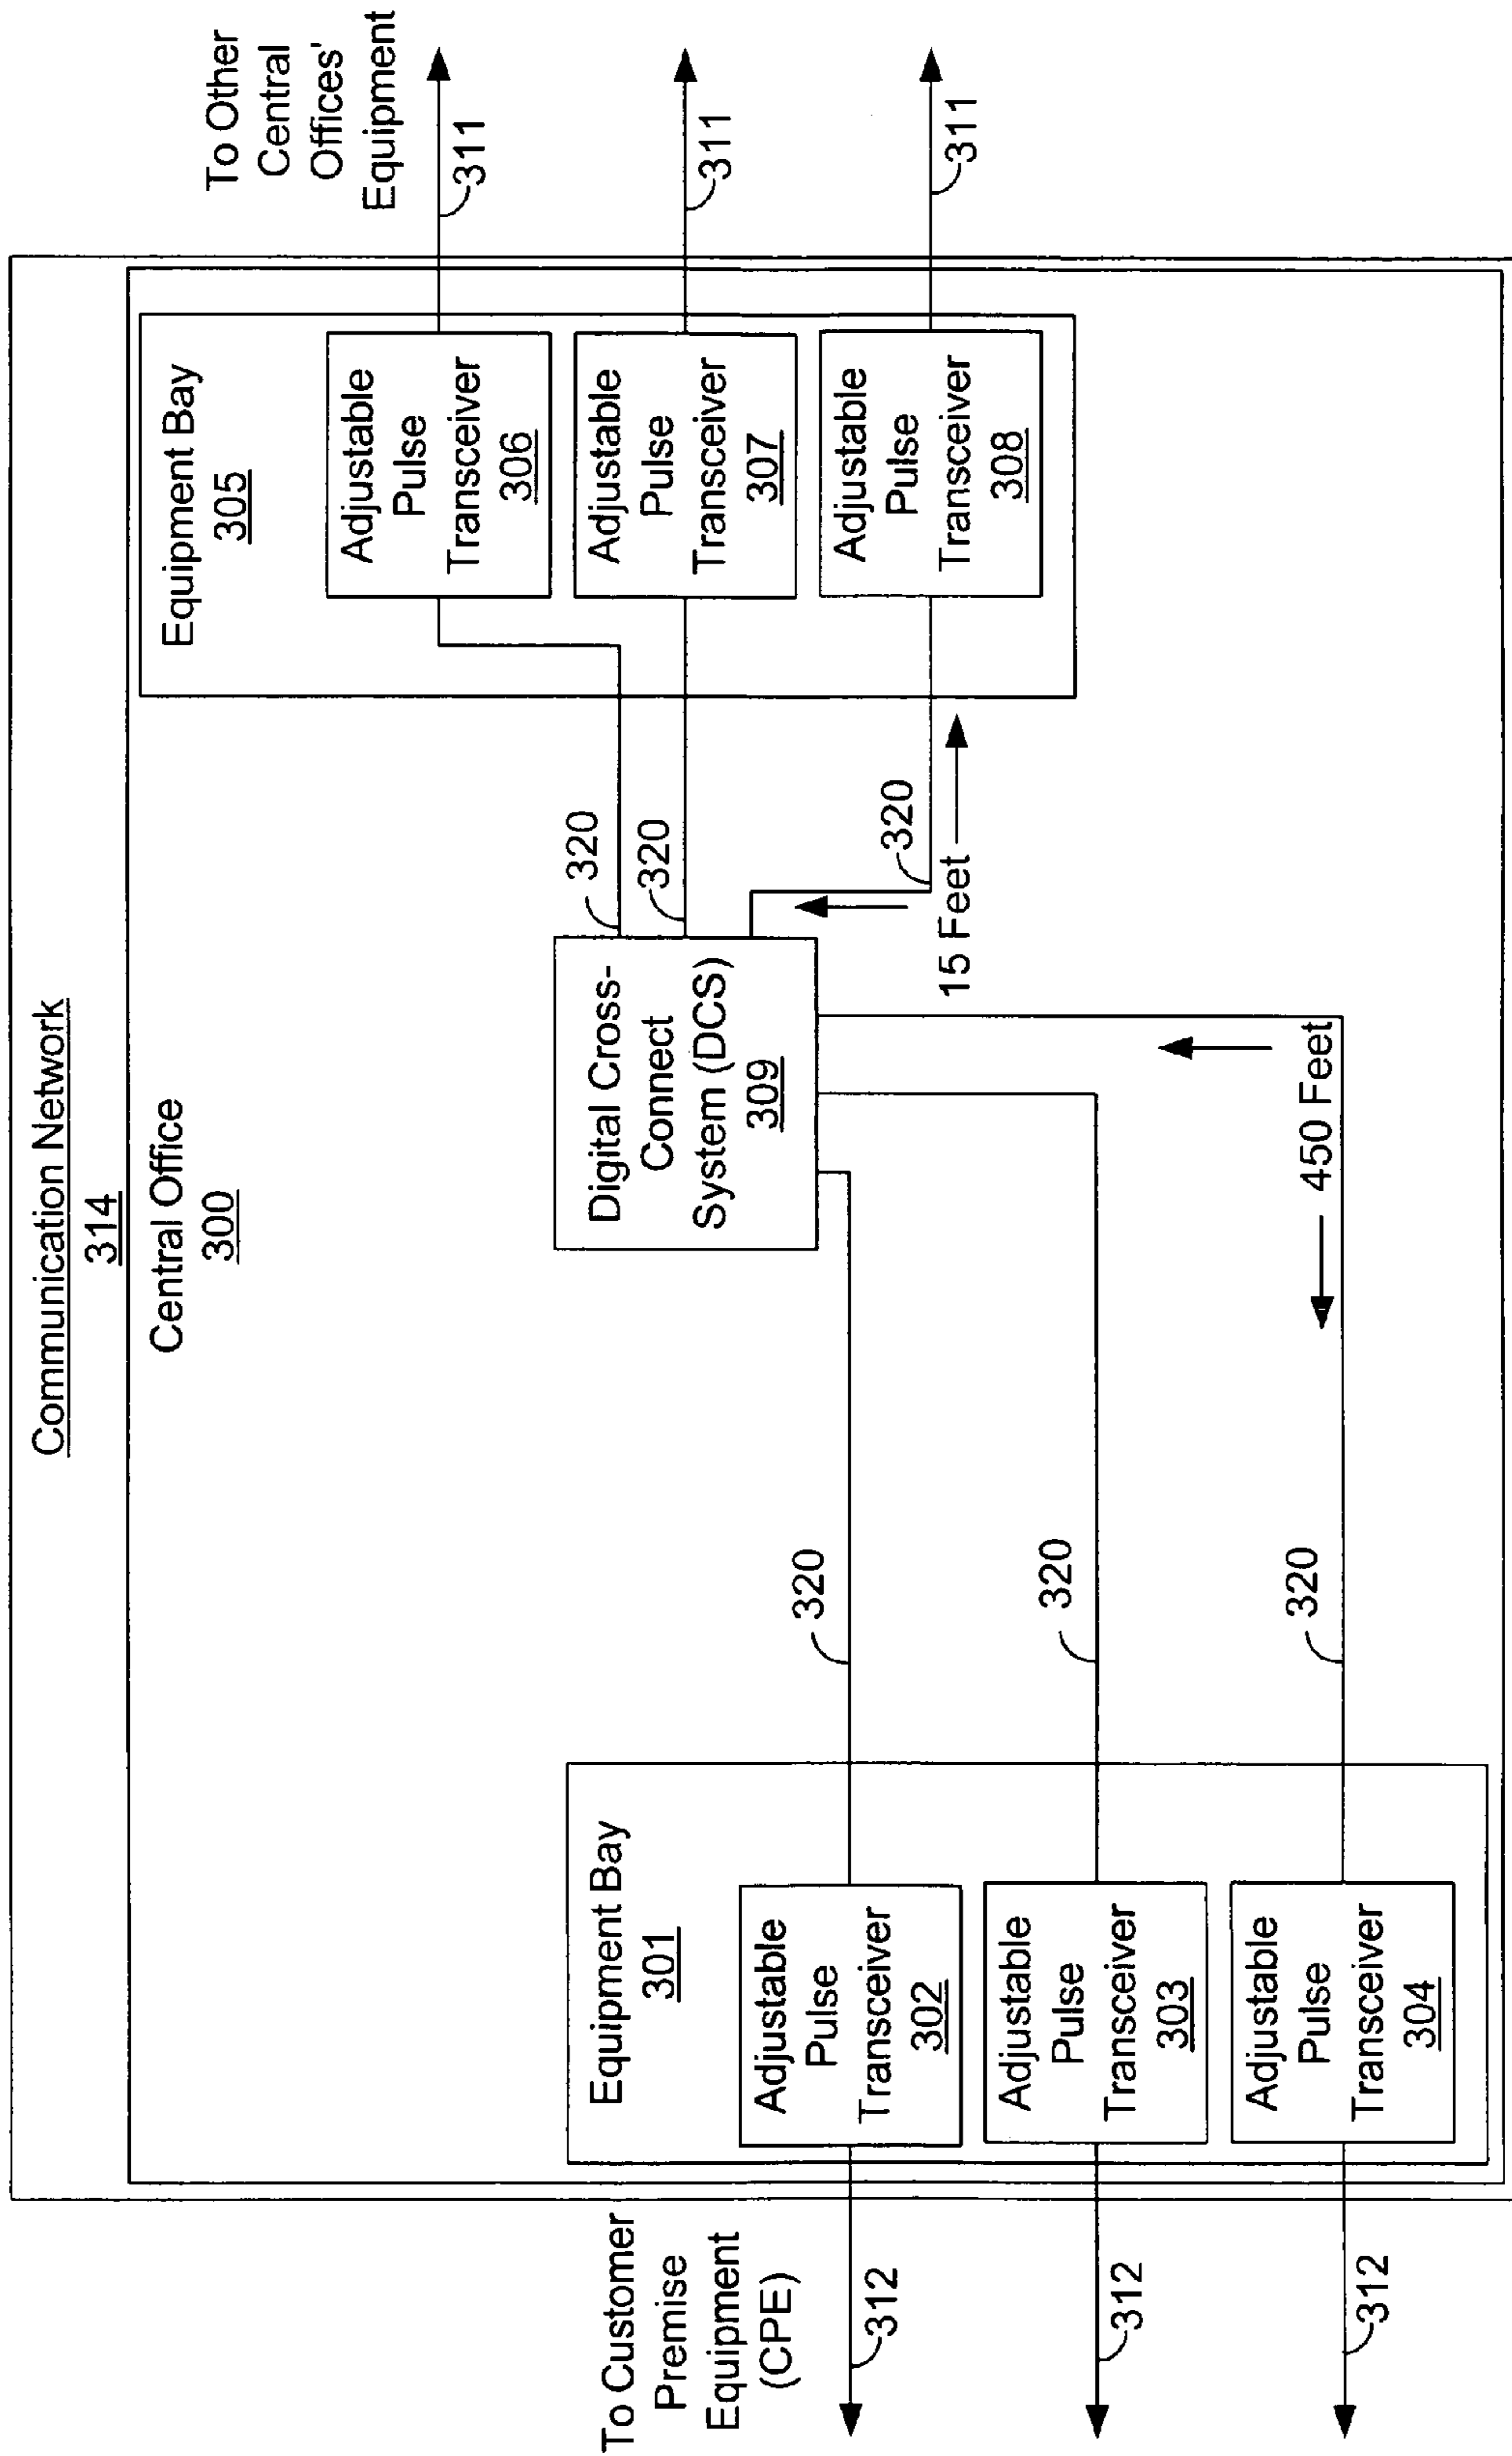 Communication Network
314
Central Office
300
To Other
Central
Offices'
Equipment
311
311
311
Equipment Bay
305
Adjustable
Pulse
Transceiver
306
Adjustable
Pulse
Transceiver
307
Adjustable
Pulse
Transceiver
308
320
320
320
15 Feet
Digital Cross-
Connect
System (DCS)
309
450 Feet
320
320
320
Equipment Bay
301
Adjustable
Pulse
Transceiver
302
Adjustable
Pulse
Transceiver
303
Adjustable
Pulse
Transceiver
304
To Customer
Premise
Equipment
(CPE)
312
312
312